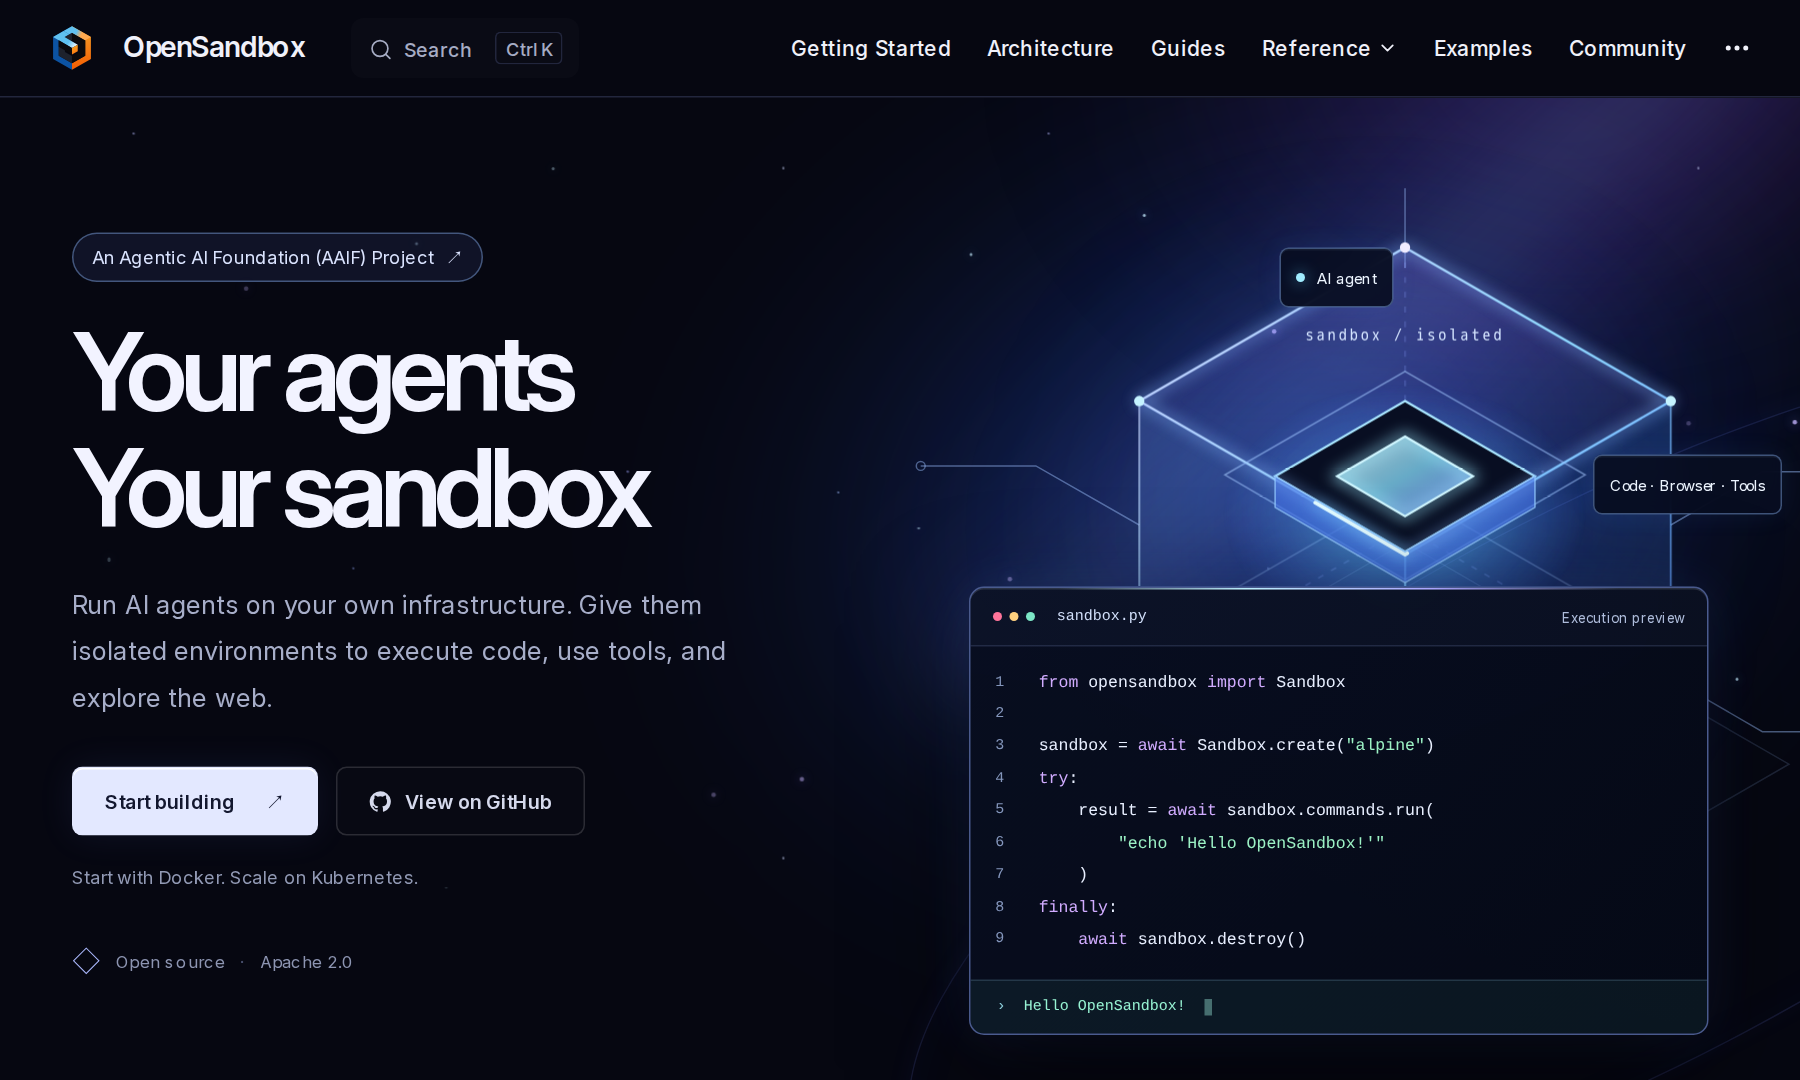 OpenSandbox
Search
Ctrl K
Getting Started
Architecture
Guides
Reference
Examples
Community
An Agentic AI Foundation (AAIF) Project ↗
Your agents
Your sandbox
Run AI agents on your own infrastructure. Give them
isolated environments to execute code, use tools, and
explore the web.
Start building ↗
View on GitHub
Start with Docker. Scale on Kubernetes.
Open source · Apache 2.0
AI agent
sandbox / isolated
Code · Browser · Tools
sandbox.py
Execution preview
1 from opensandbox import Sandbox
2
3 sandbox = await Sandbox.create("alpine")
4 try:
5     result = await sandbox.commands.run(
6         "echo 'Hello OpenSandbox!'"
7     )
8 finally:
9     await sandbox.destroy()
› Hello OpenSandbox!